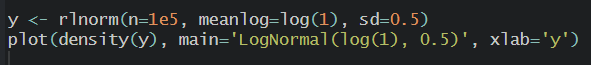 y <- rlnorm(n=1e5, meanlog=log(1), sd=0.5)
plot(density(y), main='LogNormal(log(1), 0.5)', xlab='y')